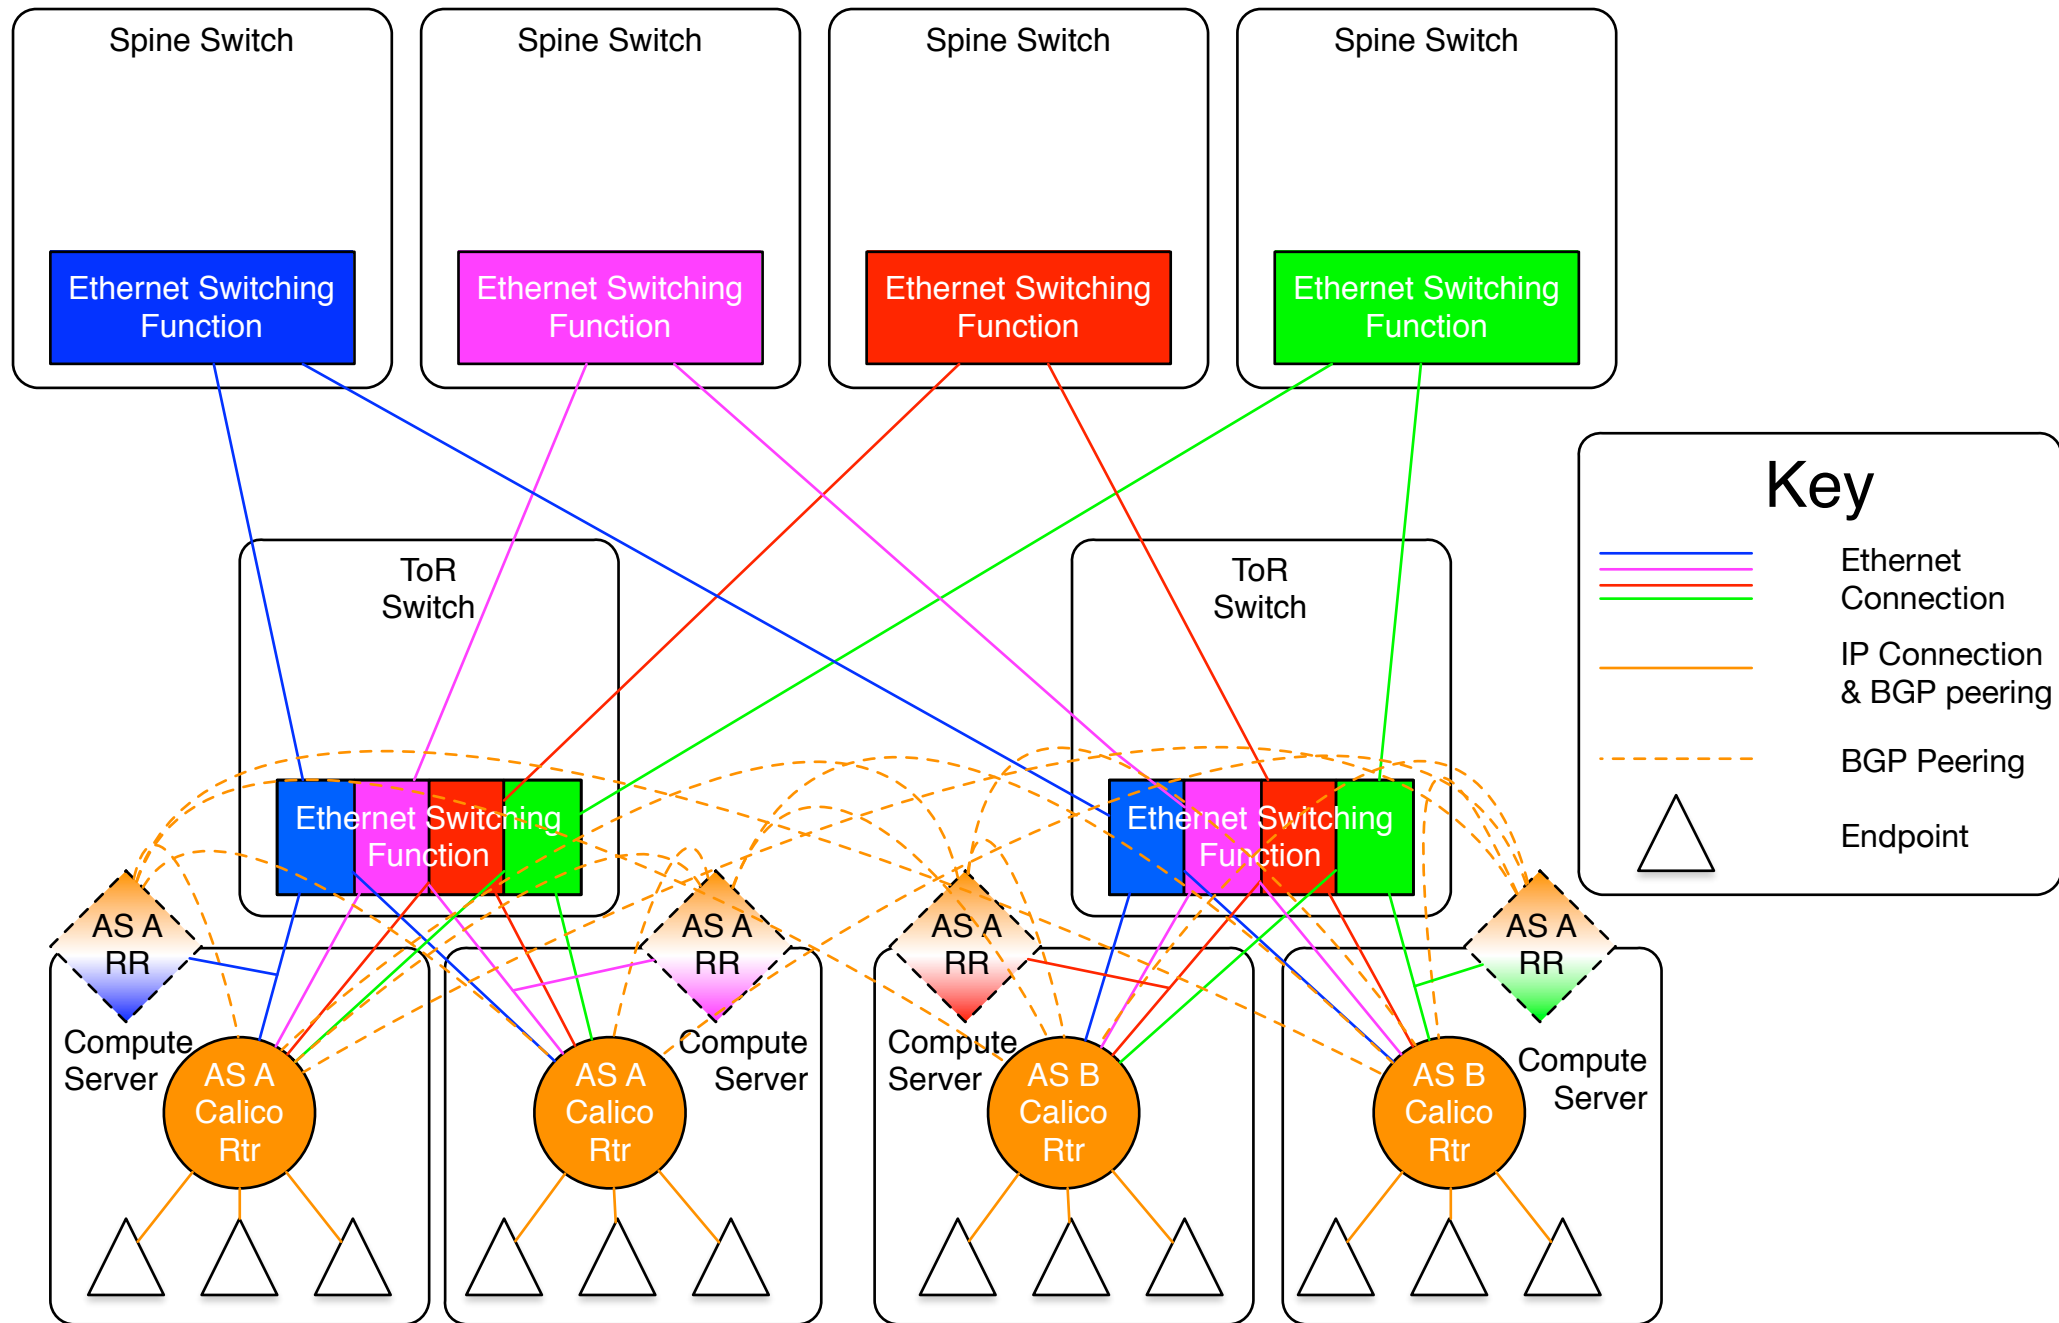 Spine Switch
Spine Switch
Spine Switch
Spine Switch
Ethernet Switching
Function
Ethernet Switching
Function
Ethernet Switching
Function
Ethernet Switching
Function
Key
Ethernet
Connection
IP Connection
& BGP peering
BGP Peering
Endpoint
ToR
Switch
ToR
Switch
Ethernet Switching
Function
Ethernet Switching
Function
AS A
RR
AS A
RR
AS A
RR
AS A
RR
Compute
Server
Compute
Server
Compute
Server
Compute
Server
AS A
Calico
Rtr
AS A
Calico
Rtr
AS B
Calico
Rtr
AS B
Calico
Rtr